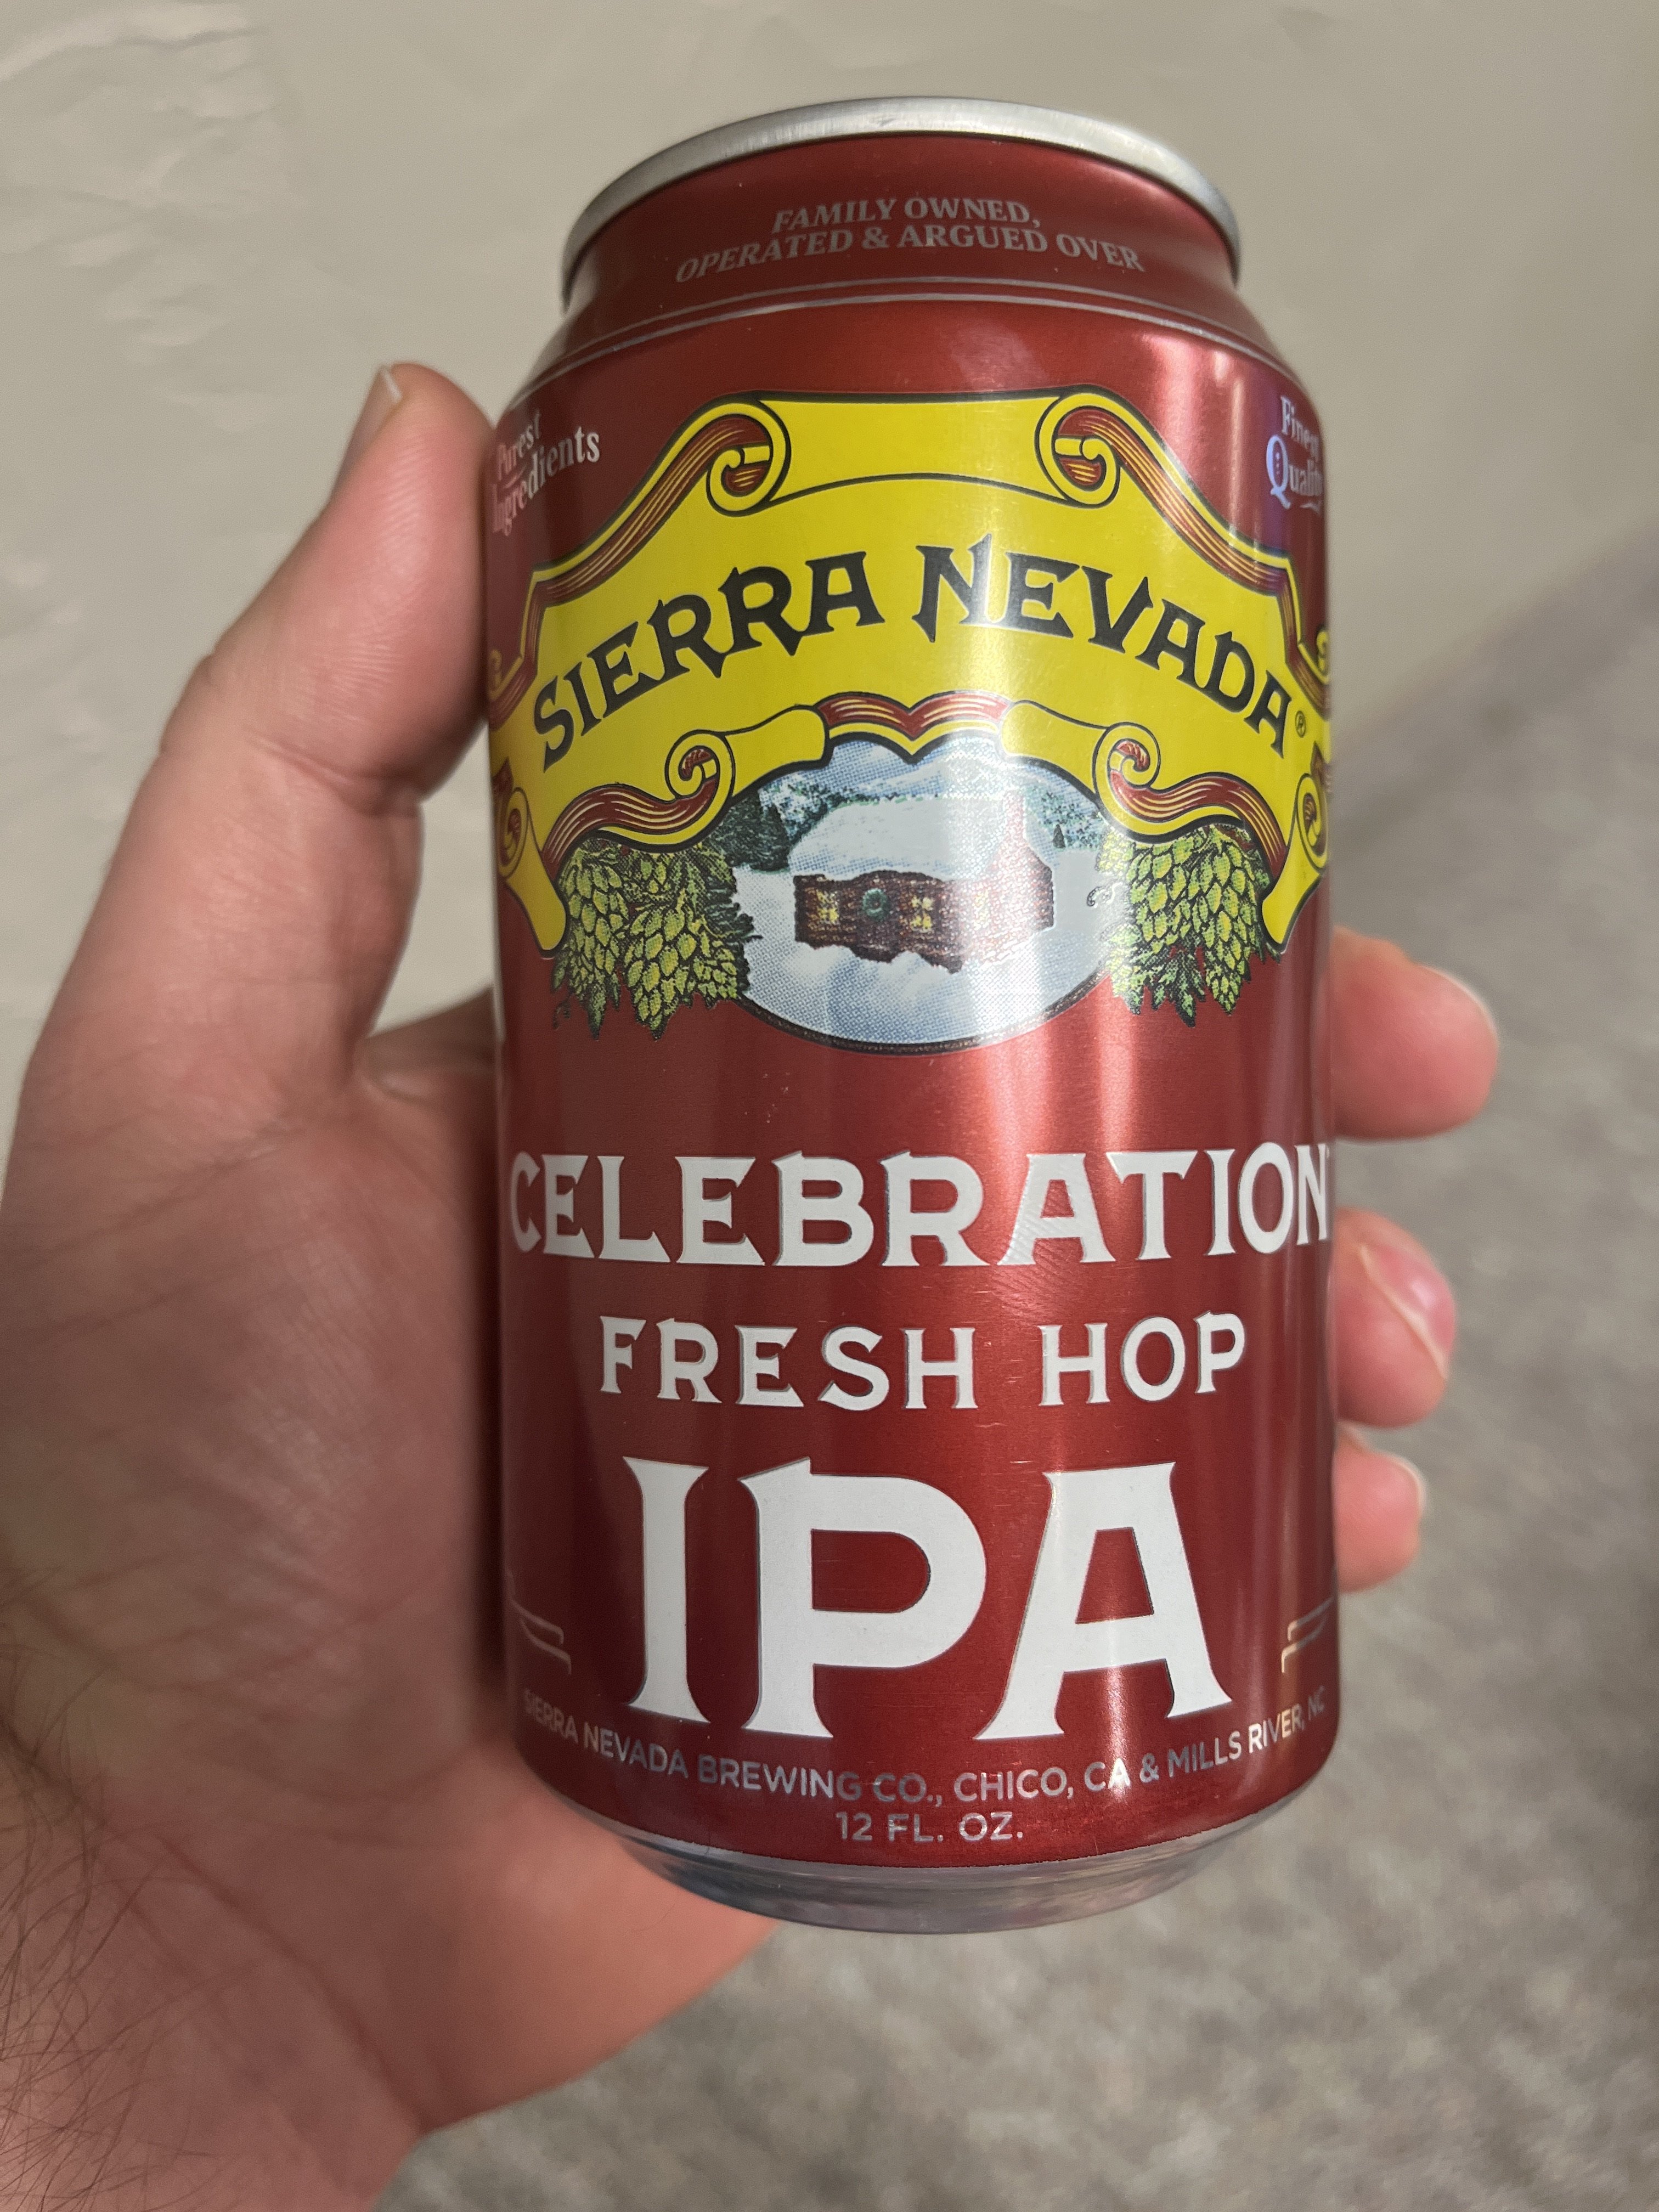 FAMILY OWNED,
OPERATED & ARGUED OVER
Purest
Ingredients
Finest
Quality
SIERRA NEVADA®
CELEBRATION
FRESH HOP
IPA
SIERRA NEVADA BREWING CO., CHICO, CA & MILLS RIVER, NC
12 FL. OZ.